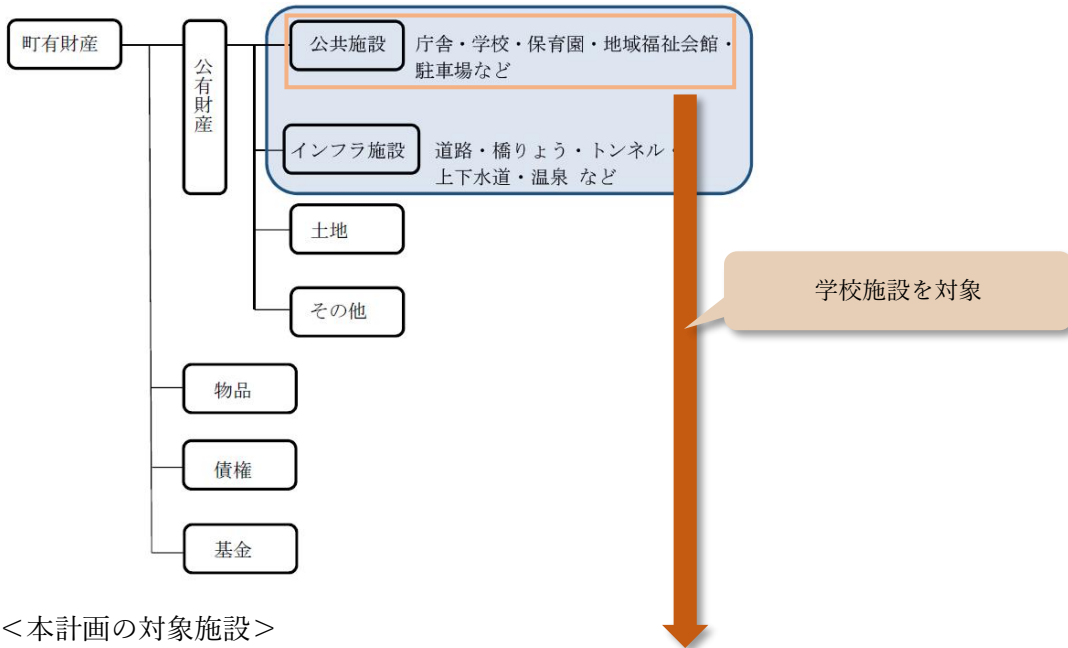 町有財産
公有財産
公共施設
庁舎・学校・保育園・地域福祉会館・
駐車場など
インフラ施設
道路・橋りょう・トンネル・
上下水道・温泉 など
土地
その他
学校施設を対象
物品
債権
基金
＜本計画の対象施設＞